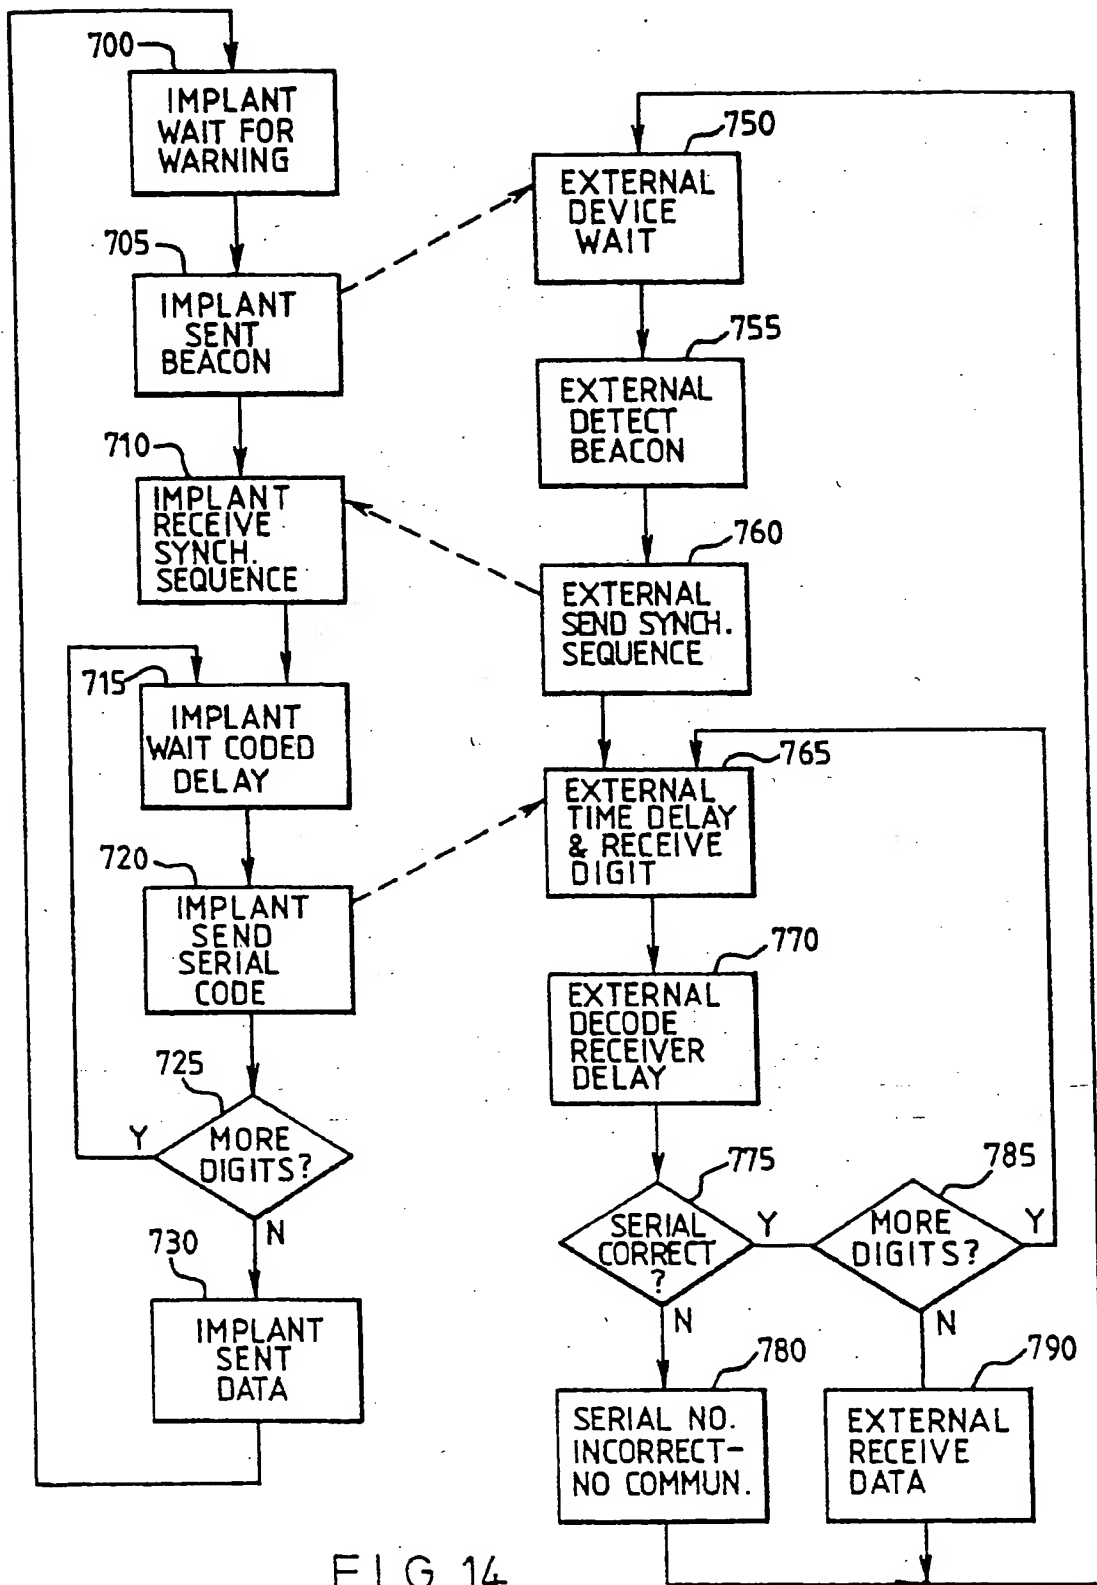 700
IMPLANT
WAIT FOR
WARNING
705
IMPLANT
SENT
BEACON
710
IMPLANT
RECEIVE
SYNCH.
SEQUENCE
715
IMPLANT
WAIT CODED
DELAY
720
IMPLANT
SEND
SERIAL
CODE
725
Y
MORE
DIGITS?
N
730
IMPLANT
SENT
DATA
750
EXTERNAL
DEVICE
WAIT
755
EXTERNAL
DETECT
BEACON
760
EXTERNAL
SEND SYNCH.
SEQUENCE
765
EXTERNAL
TIME DELAY
& RECEIVE
DIGIT
770
EXTERNAL
DECODE
RECEIVER
DELAY
775
SERIAL
CORRECT
?
Y
N
785
MORE
DIGITS?
Y
N
780
SERIAL NO.
INCORRECT-
NO COMMUN.
790
EXTERNAL
RECEIVE
DATA
FIG 14